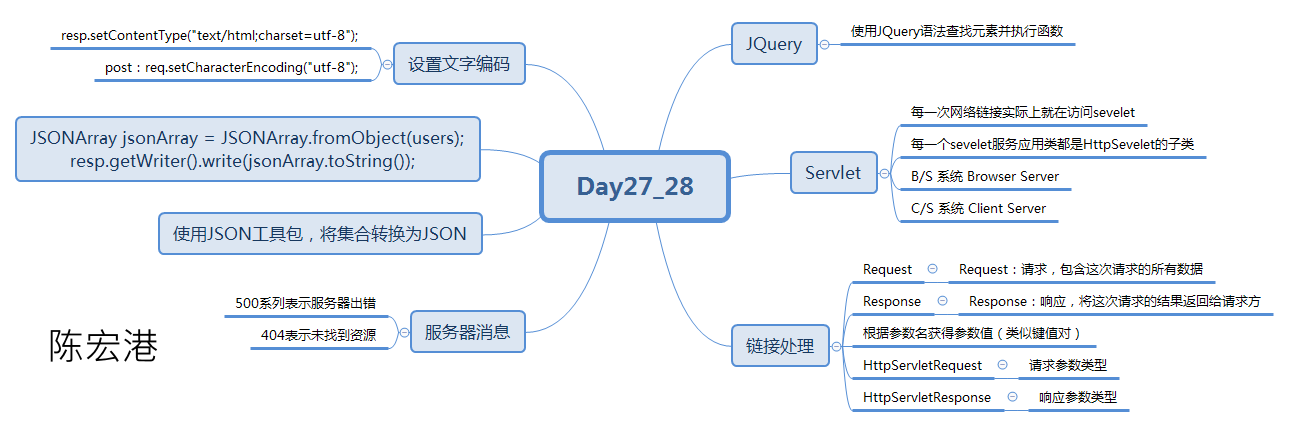 Day27_28
JQuery
使用JQuery语法查找元素并执行函数
Servlet
每一次网络链接实际上就在访问sevelet
每一个sevelet服务应用类都是HttpSevelet的子类
B/S 系统 Browser Server
C/S 系统 Client Server
链接处理
Request
Request：请求，包含这次请求的所有数据
Response
Response：响应，将这次请求的结果返回给请求方
根据参数名获得参数值（类似键值对）
HttpServletRequest
请求参数类型
HttpServletResponse
响应参数类型
设置文字编码
resp.setContentType("text/html;charset=utf-8");
post：req.setCharacterEncoding("utf-8");
JSONArray jsonArray = JSONArray.fromObject(users);
resp.getWriter().write(jsonArray.toString());
使用JSON工具包，将集合转换为JSON
服务器消息
500系列表示服务器出错
404表示未找到资源
陈宏港